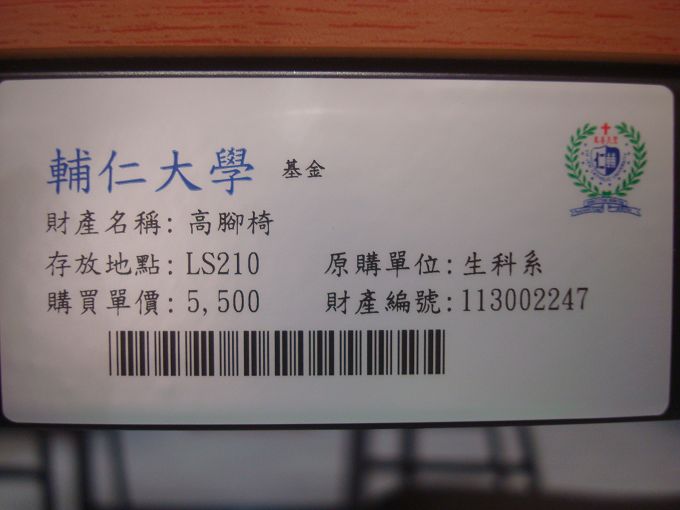 輔仁大學 基金
財產名稱: 高腳椅
存放地點: LS210 原購單位: 生科系
購買單價: 5,500 財產編號: 113002247